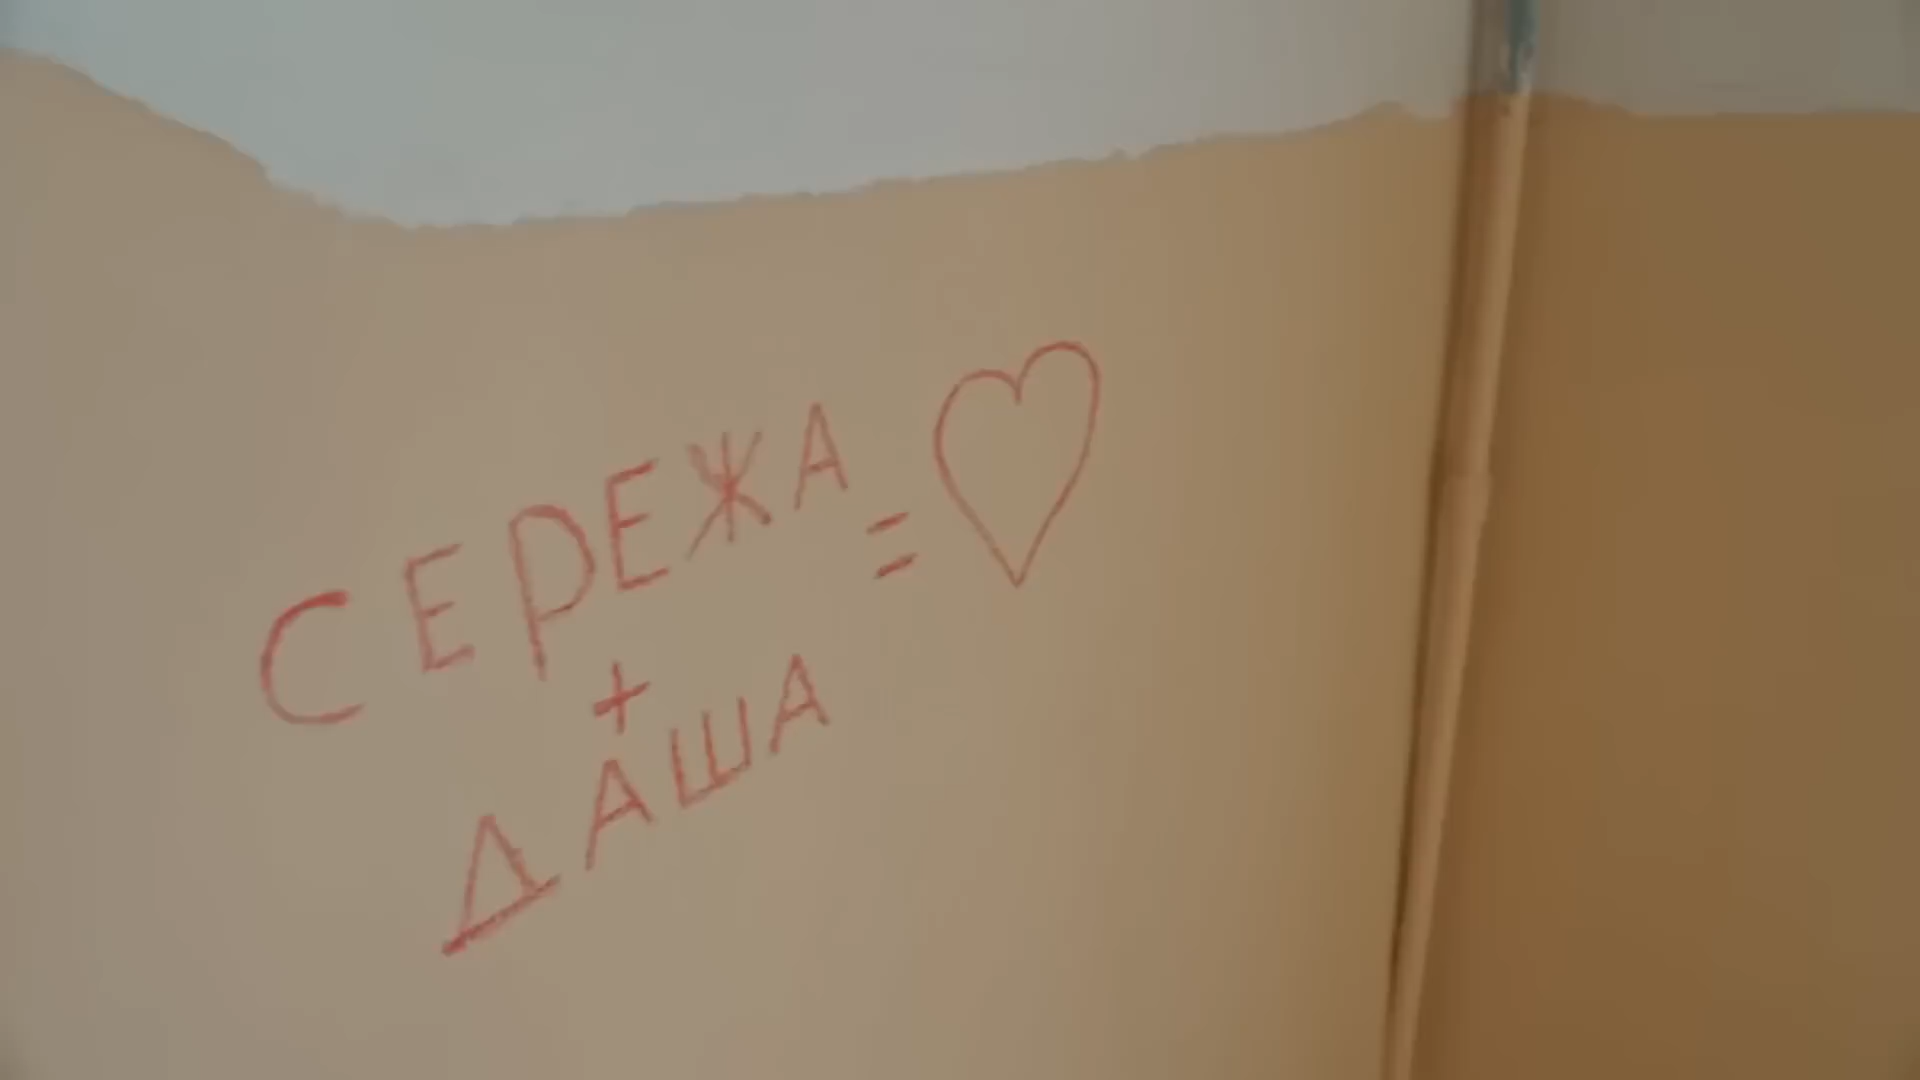 СЕРЕЖА
+
ДАША
= ♡